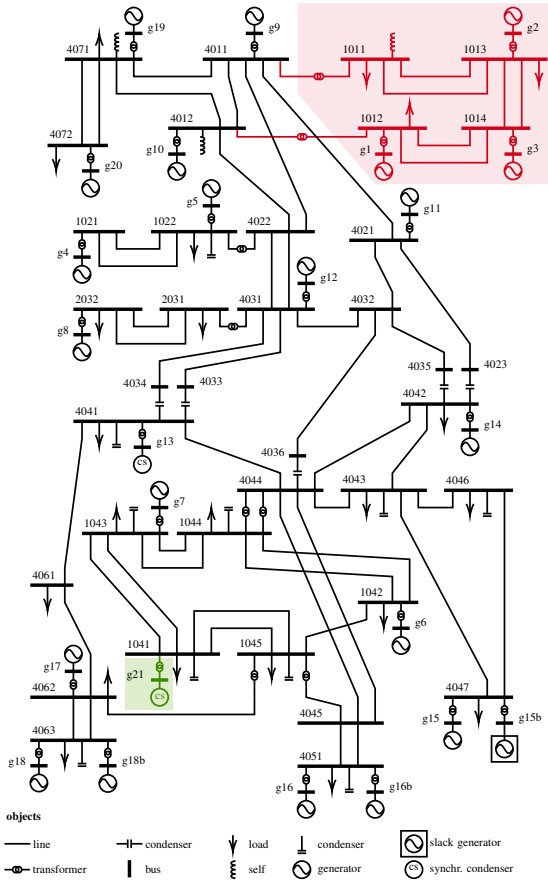 g19
g9
g2
4071
4011
1011
1013
4072
4012
1012
1014
g20
g10
g1
g3
g5
g11
1021
1022
4022
4021
g4
g12
2032
2031
4031
4032
g8
4034
4033
4035
4023
4041
4042
g13
g14
cs
4036
g7
4044
4043
4046
1043
1044
4061
1042
g6
1041
1045
g17
g21
4062
cs
4047
4045
g15
g15b
4063
4051
g18
g18b
g16
g16b
objects
line
condenser
load
condenser
slack generator
transformer
bus
self
generator
cs
synchr. condenser